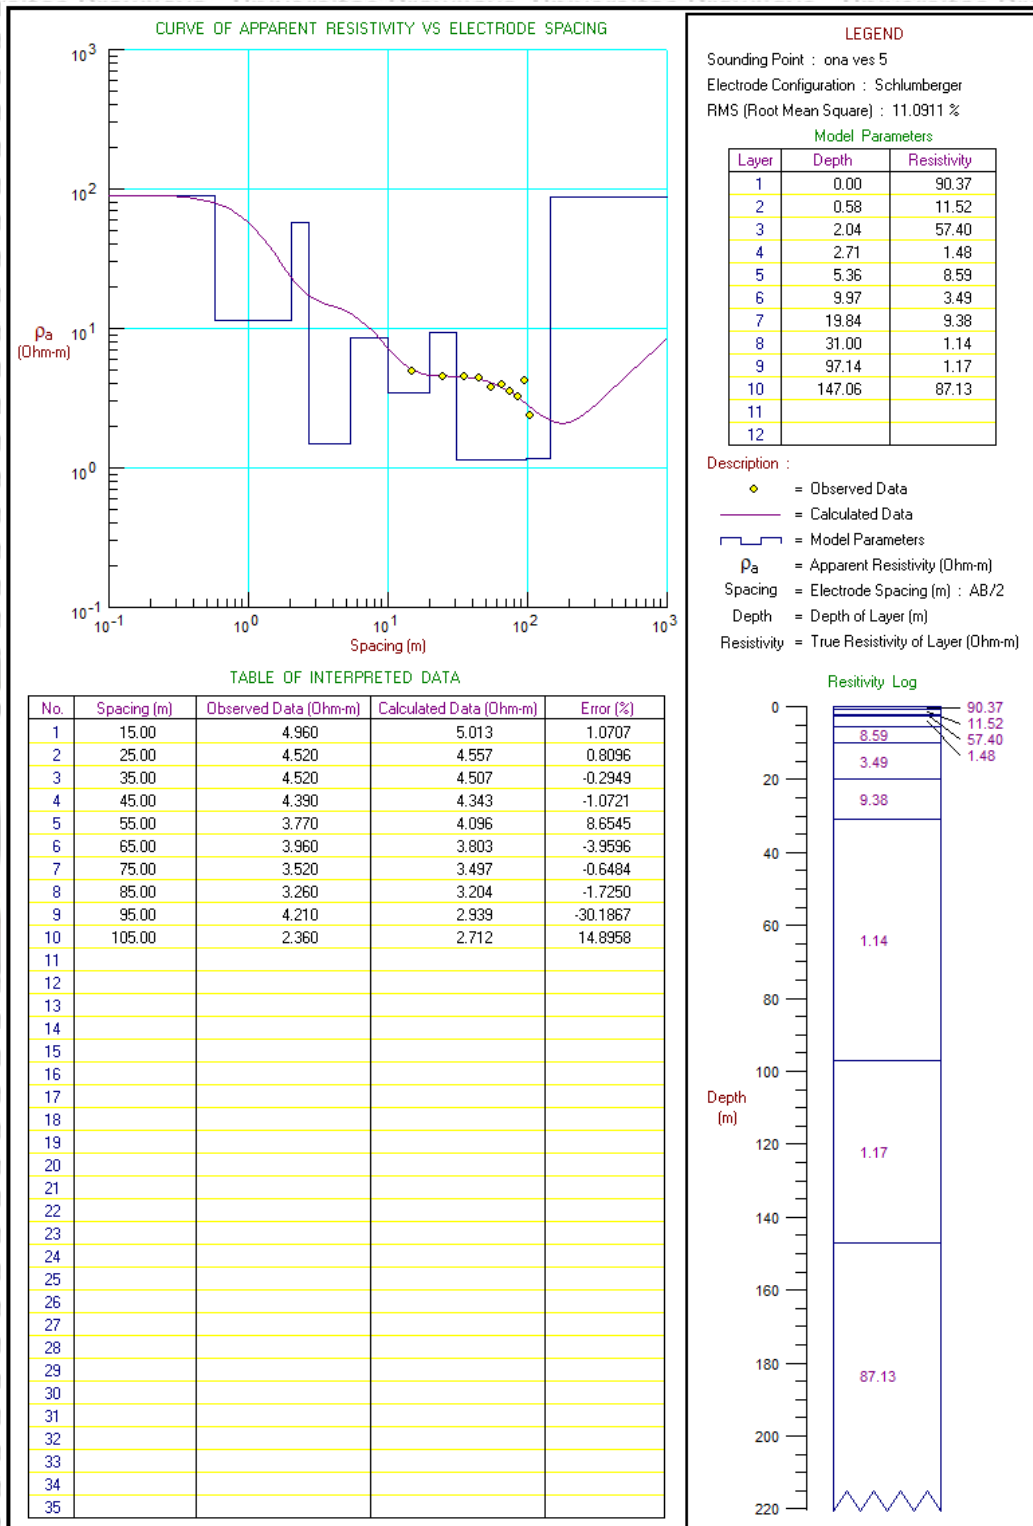 CURVE OF APPARENT RESISTIVITY VS ELECTRODE SPACING
10³
10²
10¹
10⁰
10⁻¹
ρa
(Ohm-m)
10⁻¹ 10⁰ 10¹ 10² 10³
Spacing (m)
TABLE OF INTERPRETED DATA
No. Spacing (m) Observed Data (Ohm-m) Calculated Data (Ohm-m) Error (%)
1 15.00 4.960 5.013 1.0707
2 25.00 4.520 4.557 0.8096
3 35.00 4.520 4.507 -0.2949
4 45.00 4.390 4.343 -1.0721
5 55.00 3.770 4.096 8.6545
6 65.00 3.960 3.803 -3.9596
7 75.00 3.520 3.497 -0.6484
8 85.00 3.260 3.204 -1.7250
9 95.00 4.210 2.939 -30.1867
10 105.00 2.360 2.712 14.8958
11
12
13
14
15
16
17
18
19
20
21
22
23
24
25
26
27
28
29
30
31
32
33
34
35
LEGEND
Sounding Point : ona ves 5
Electrode Configuration : Schlumberger
RMS (Root Mean Square) : 11.0911 %
Model Parameters
Layer Depth Resistivity
1 0.00 90.37
2 0.58 11.52
3 2.04 57.40
4 2.71 1.48
5 5.36 8.59
6 9.97 3.49
7 19.84 9.38
8 31.00 1.14
9 97.14 1.17
10 147.06 87.13
11
12
Description :
= Observed Data
= Calculated Data
= Model Parameters
ρa = Apparent Resistivity (Ohm-m)
Spacing = Electrode Spacing (m) : AB/2
Depth = Depth of Layer (m)
Resistivity = True Resistivity of Layer (Ohm-m)
Resitivity Log
0
20
40
60
80
100
120
140
160
180
200
220
Depth
(m)
90.37
11.52
57.40
1.48
8.59
3.49
9.38
1.14
1.17
87.13